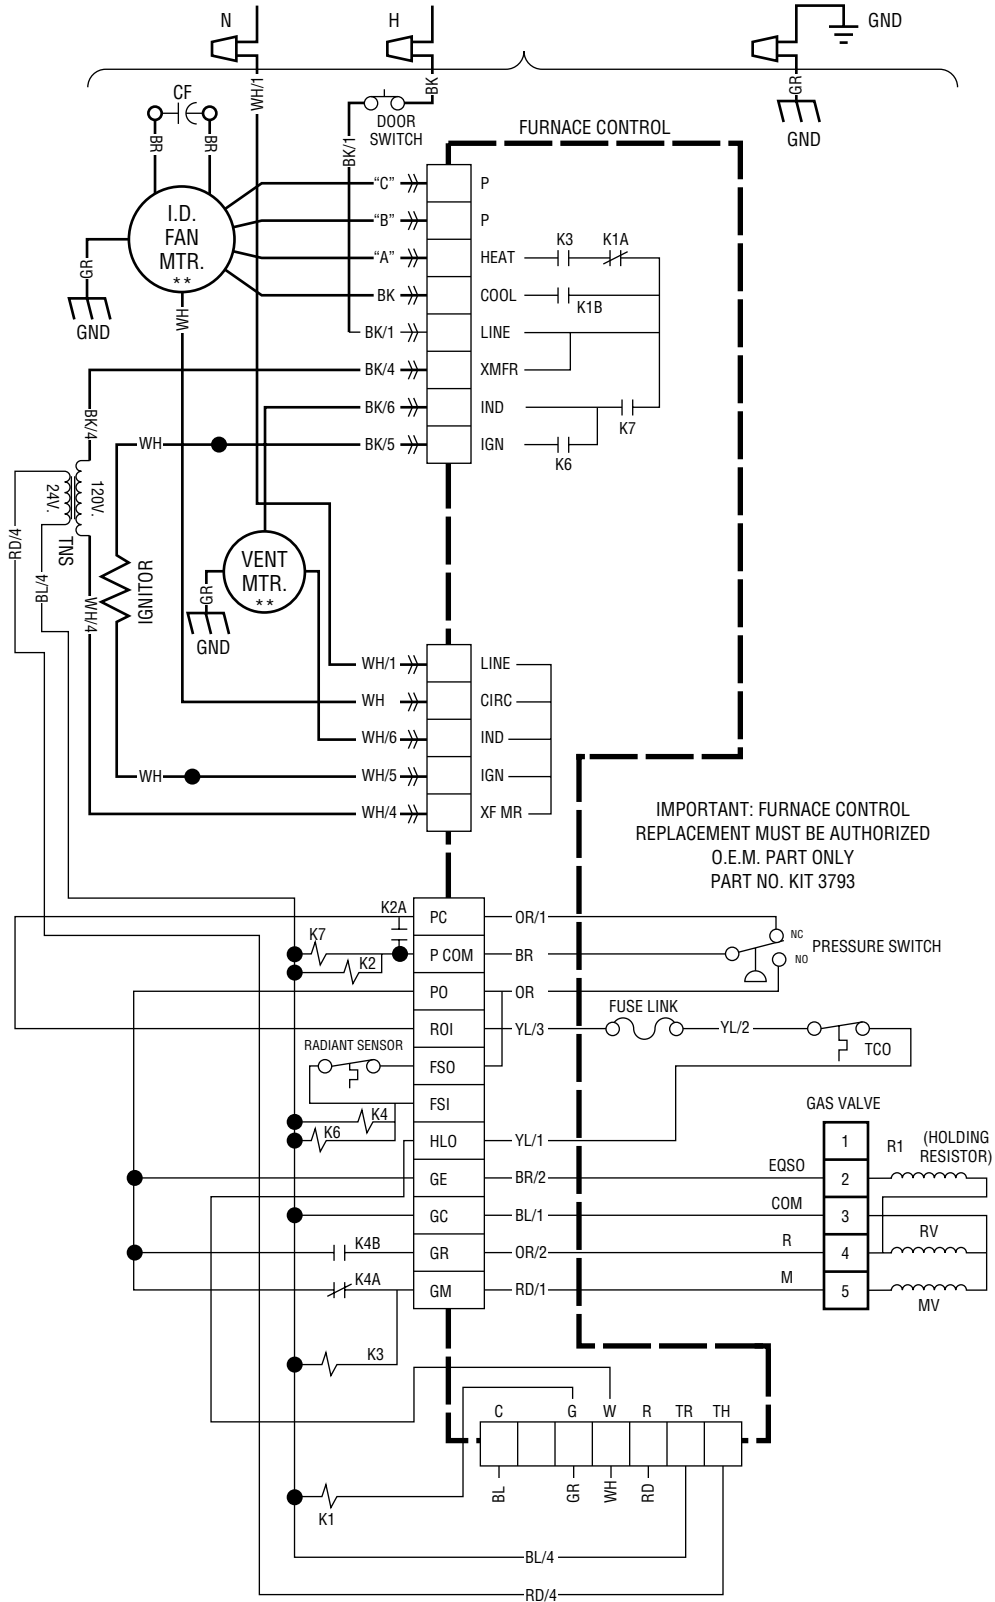 N
H
GND
WH/1
BK
GR
CF
BR
BR
DOOR
SWITCH
BK/1
GND
FURNACE CONTROL
I.D.
FAN
MTR.
**
GR
GND
WH
"C"
P
"B"
P
"A"
HEAT
K3
K1A
BK
COOL
K1B
BK/1
LINE
BK/4
XMFR
BK/6
IND
K7
WH
BK/5
IGN
K6
BK/4
24V.
120V.
TNS
RD/4
BL/4
WH/4
IGNITOR
VENT
MTR.
**
GR
GND
WH/1
LINE
WH
CIRC
WH/6
IND
WH
WH/5
IGN
WH/4
XF MR
IMPORTANT: FURNACE CONTROL
REPLACEMENT MUST BE AUTHORIZED
O.E.M. PART ONLY
PART NO. KIT 3793
K2A
PC
OR/1
K7
P COM
BR
NC
NO
PRESSURE SWITCH
K2
PO
OR
FUSE LINK
ROI
YL/3
YL/2
TCO
RADIANT SENSOR
FSO
FSI
K4
K6
HLO
YL/1
GAS VALVE
1
R1
(HOLDING
RESISTOR)
GE
BR/2
EQSO
2
GC
BL/1
COM
3
K4B
GR
OR/2
R
4
RV
K4A
GM
RD/1
M
5
MV
K3
C
G
W
R
TR
TH
BL
GR
WH
RD
K1
BL/4
RD/4